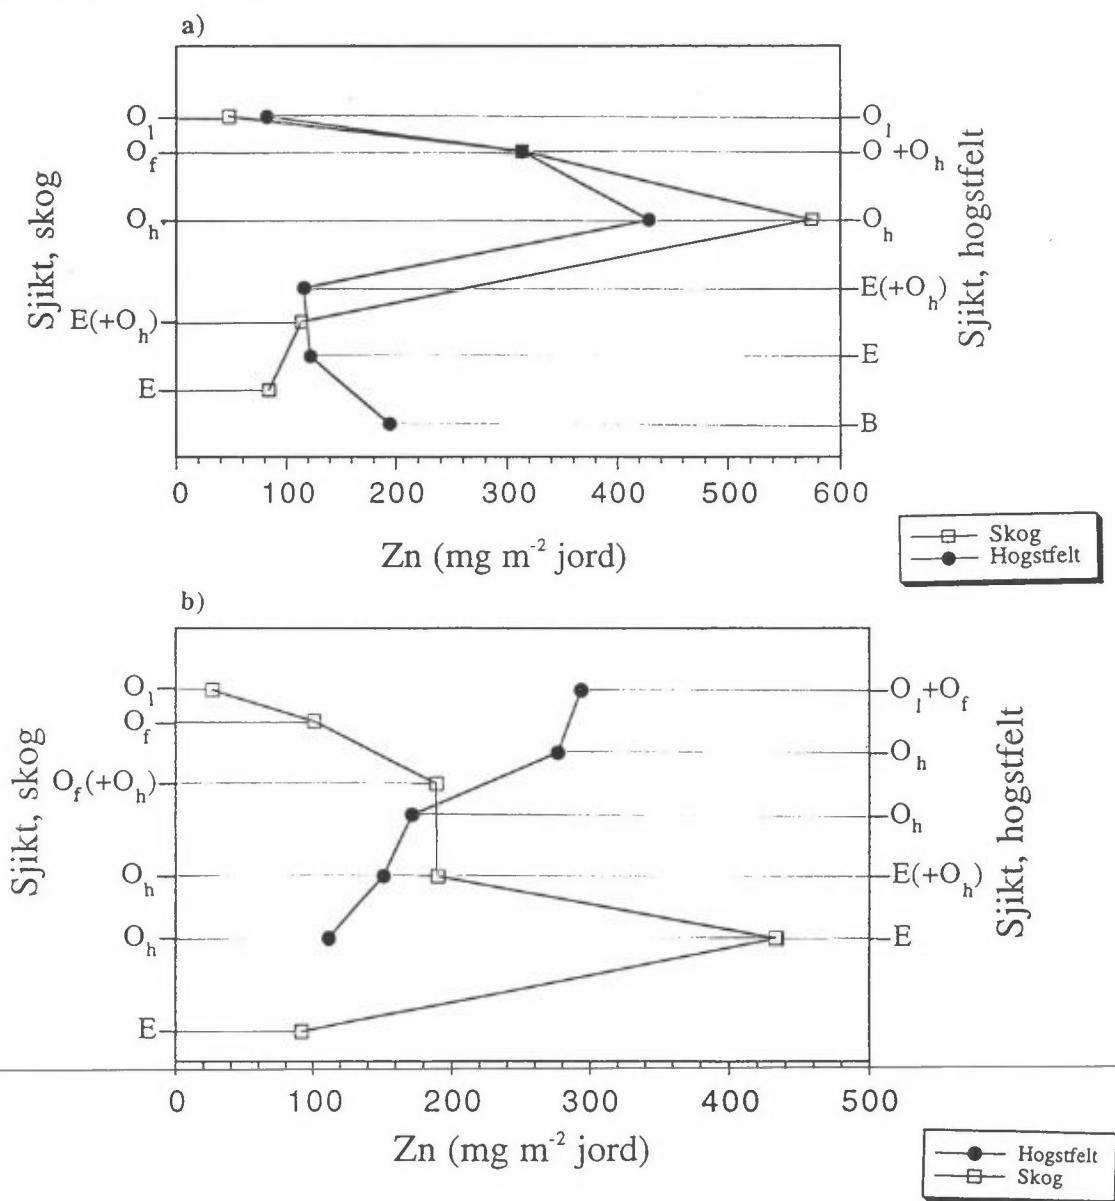 a)
Sjikt, skog
O_l
O_f
O_h
E(+O_h)
E
O_l
O +O_h
O_h
E(+O_h)
E
B
Sjikt, hogstfelt
0 100 200 300 400 500 600
Zn (mg m⁻² jord)
Skog
Hogstfelt
b)
Sjikt, skog
O_l
O_f
O_f(+O_h)
O_h
O_h
E
O_l+O_f
O_h
O_h
E(+O_h)
E
Sjikt, hogstfelt
0 100 200 300 400 500
Zn (mg m⁻² jord)
Hogstfelt
Skog